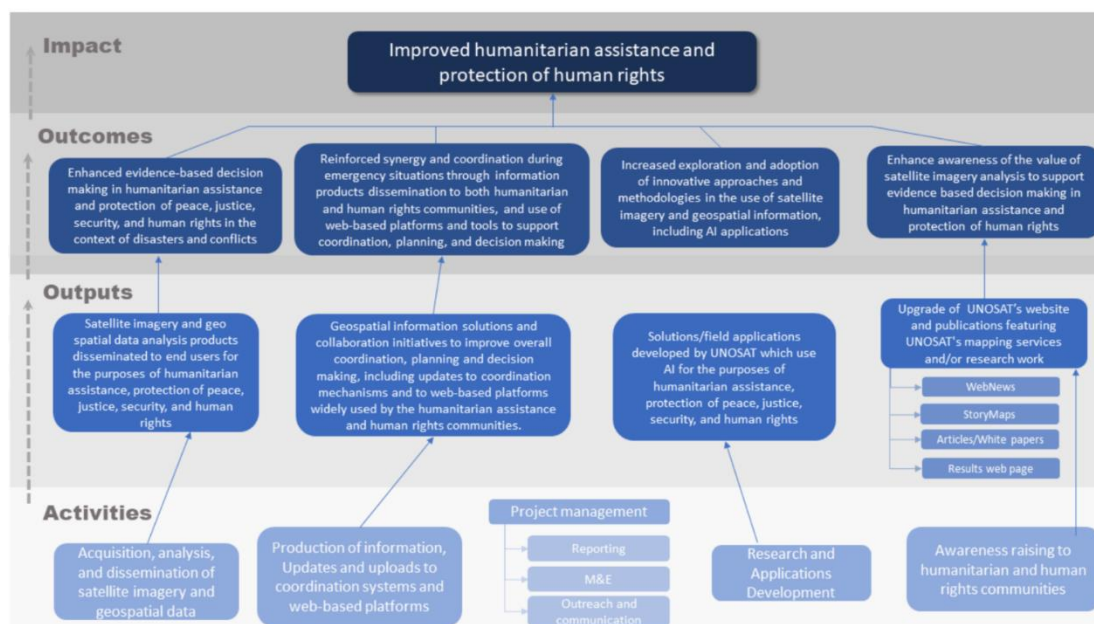 Impact
Improved humanitarian assistance and
protection of human rights
Outcomes
Enhanced evidence-based decision
making in humanitarian assistance
and protection of peace, justice,
security, and human rights in the
context of disasters and conflicts
Reinforced synergy and coordination during
emergency situations through information
products dissemination to both humanitarian
and human rights communities, and use of
web-based platforms and tools to support
coordination, planning, and decision making
Increased exploration and adoption
of innovative approaches and
methodologies in the use of satellite
imagery and geospatial information,
including AI applications
Enhance awareness of the value of
satellite imagery analysis to support
evidence based decision making in
humanitarian assistance and
protection of human rights
Outputs
Satellite imagery and geo
spatial data analysis products
disseminated to end users for
the purposes of humanitarian
assistance, protection of peace,
justice, security, and human
rights
Geospatial information solutions and
collaboration initiatives to improve overall
coordination, planning and decision
making, including updates to coordination
mechanisms and to web-based platforms
widely used by the humanitarian assistance
and human rights communities.
Solutions/field applications
developed by UNOSAT which use
AI for the purposes of
humanitarian assistance,
protection of peace, justice,
security, and human rights
Upgrade of UNOSAT's website
and publications featuring
UNOSAT's mapping services
and/or research work
WebNews
StoryMaps
Articles/White papers
Results web page
Activities
Acquisition, analysis,
and dissemination of
satellite imagery and
geospatial data
Production of information,
Updates and uploads to
coordination systems and
web-based platforms
Project management
Reporting
M&E
Outreach and
communication
Research and
Applications
Development
Awareness raising to
humanitarian and human
rights communities